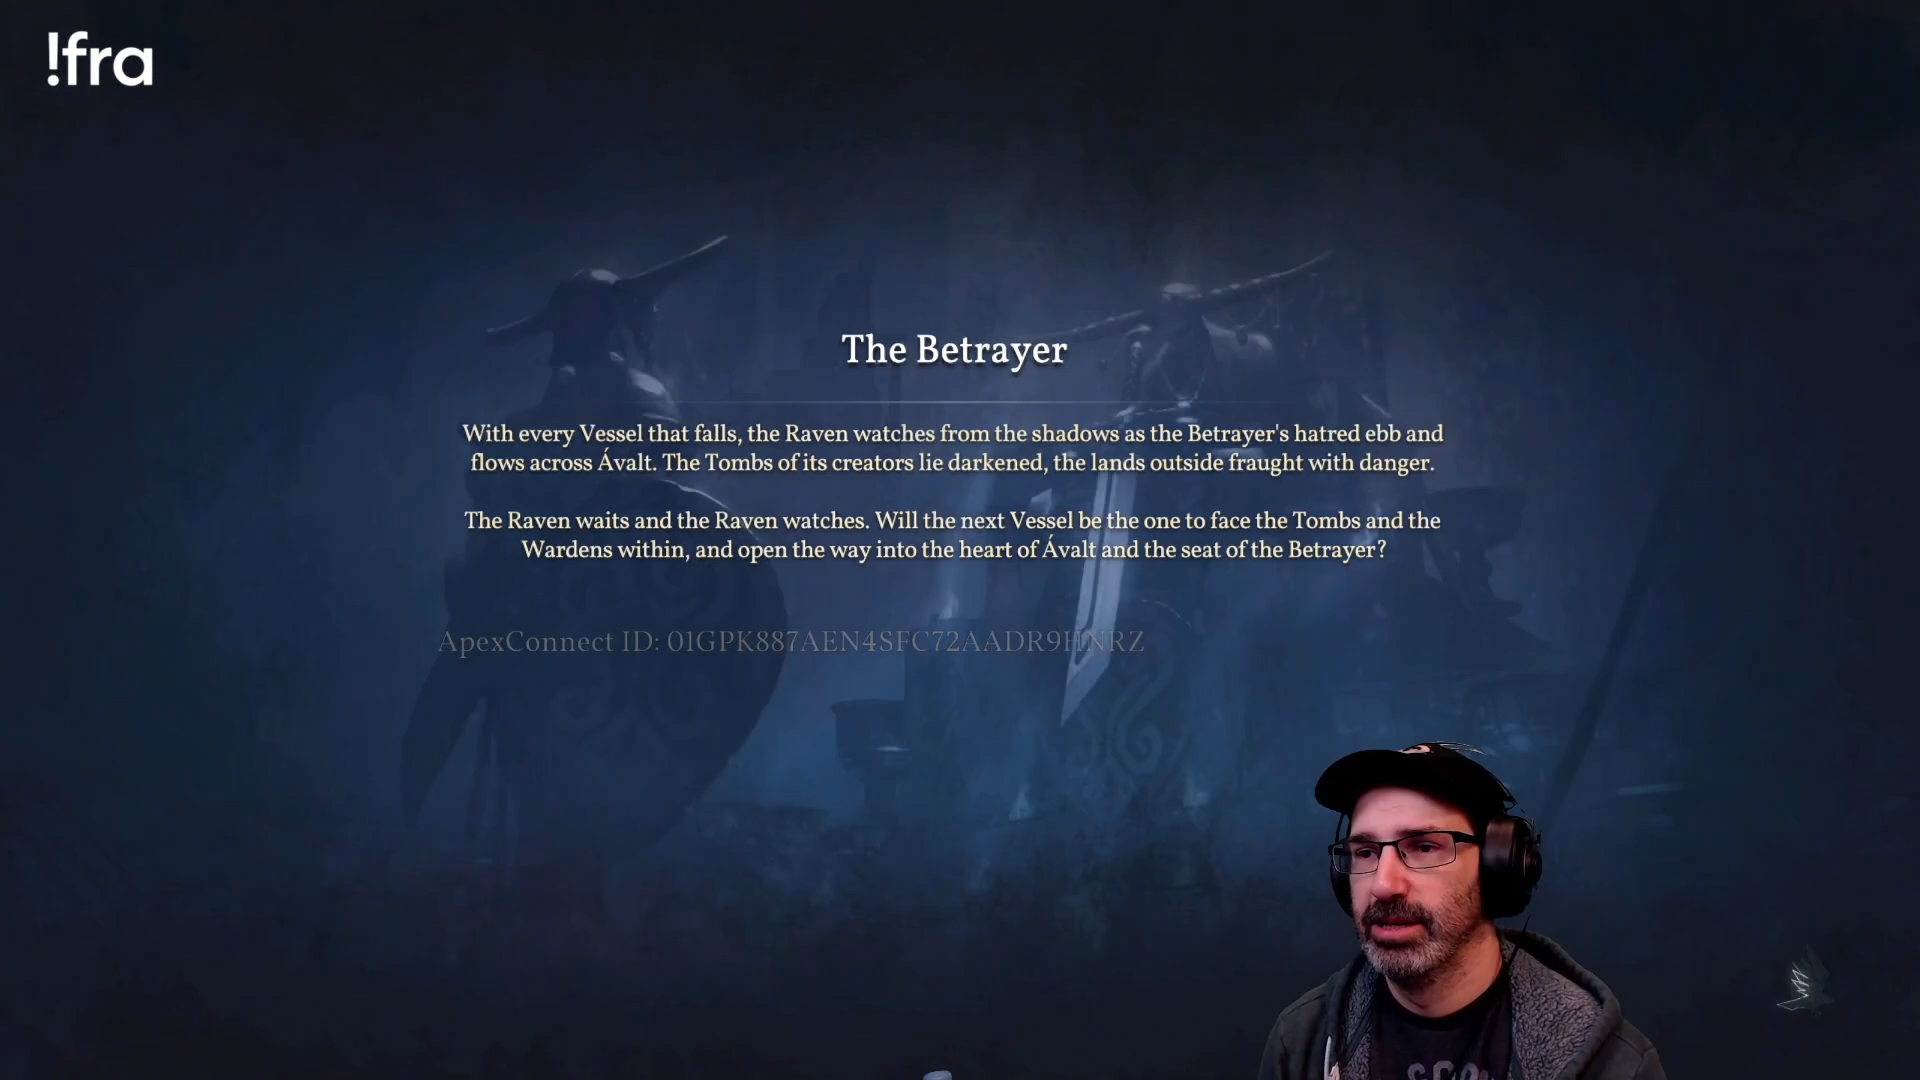 !fra
The Betrayer
With every Vessel that falls, the Raven watches from the shadows as the Betrayer's hatred ebb and
flows across Ávalt. The Tombs of its creators lie darkened, the lands outside fraught with danger.
The Raven waits and the Raven watches. Will the next Vessel be the one to face the Tombs and the
Wardens within, and open the way into the heart of Ávalt and the seat of the Betrayer?
ApexConnect ID: 01GPK887AEN4SFC72AADR9HNRZ